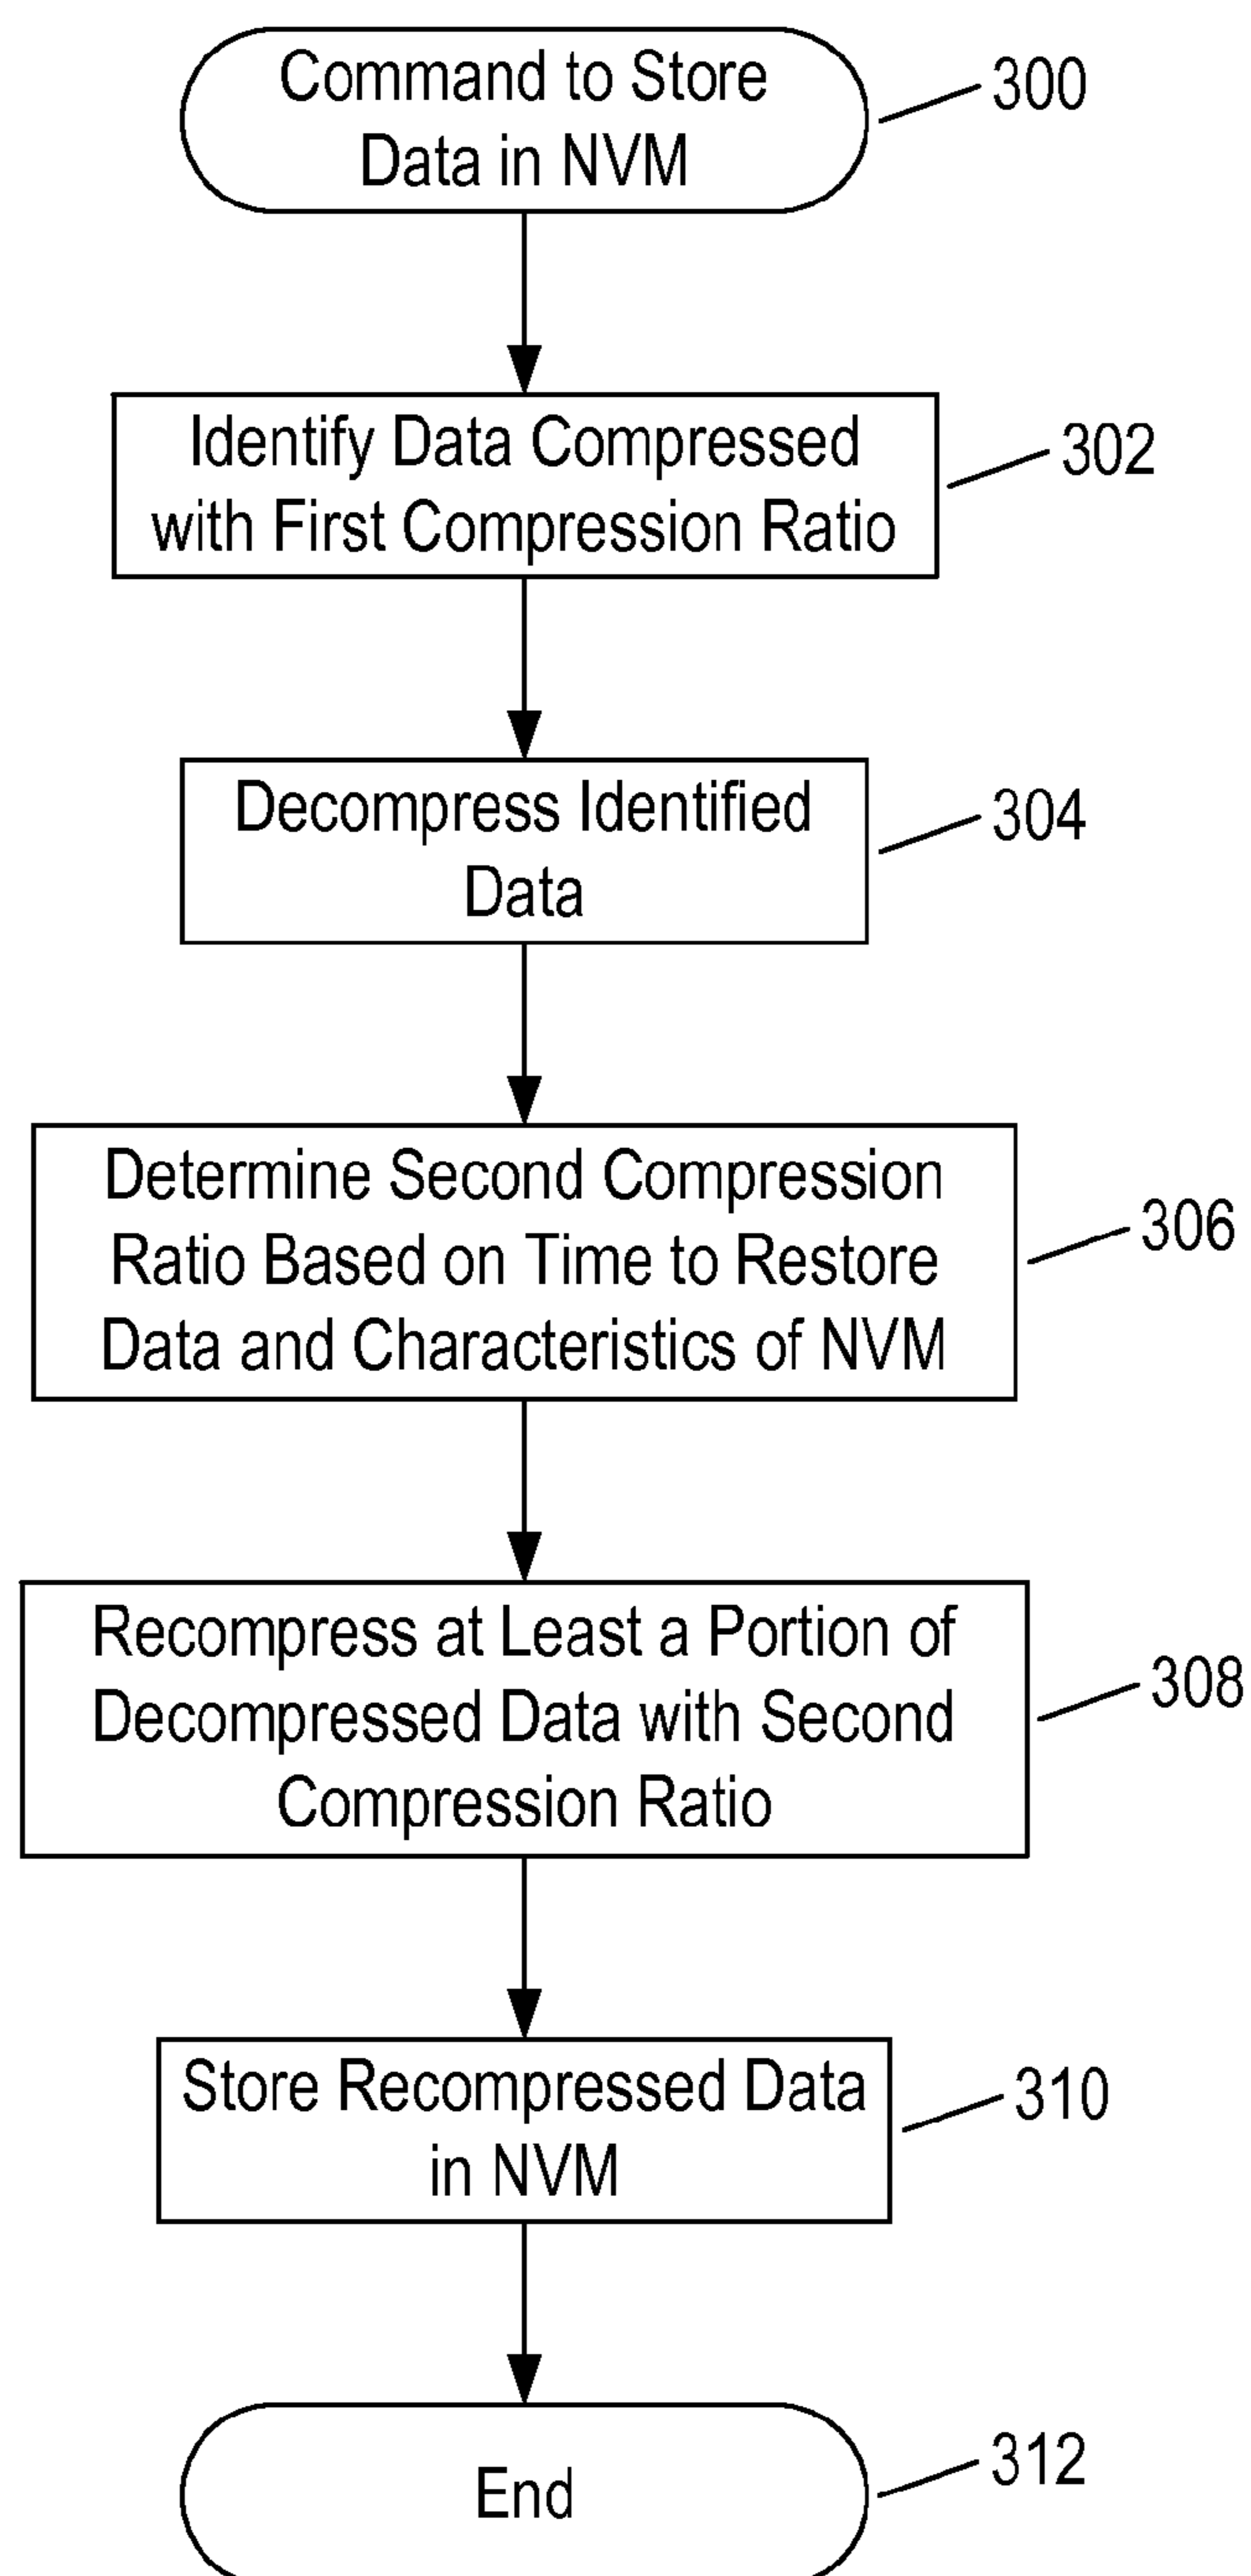 Command to Store
Data in NVM
300
Identify Data Compressed
with First Compression Ratio
302
Decompress Identified
Data
304
Determine Second Compression
Ratio Based on Time to Restore
Data and Characteristics of NVM
306
Recompress at Least a Portion of
Decompressed Data with Second
Compression Ratio
308
Store Recompressed Data
in NVM
310
End
312